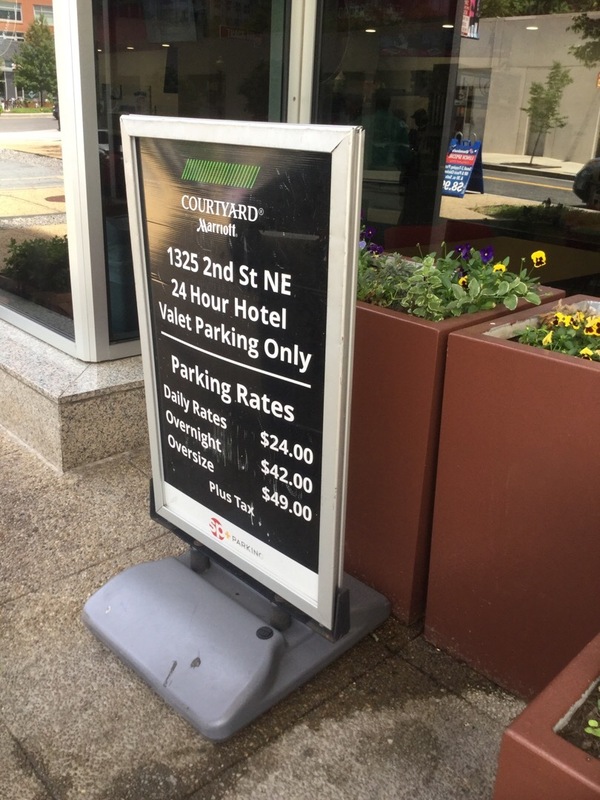 COURTYARD®
Marriott
1325 2nd St NE
24 Hour Hotel
Valet Parking Only
Parking Rates
Daily Rates $24.00
Overnight $42.00
Oversize $49.00
Plus Tax
SP+ PARKING